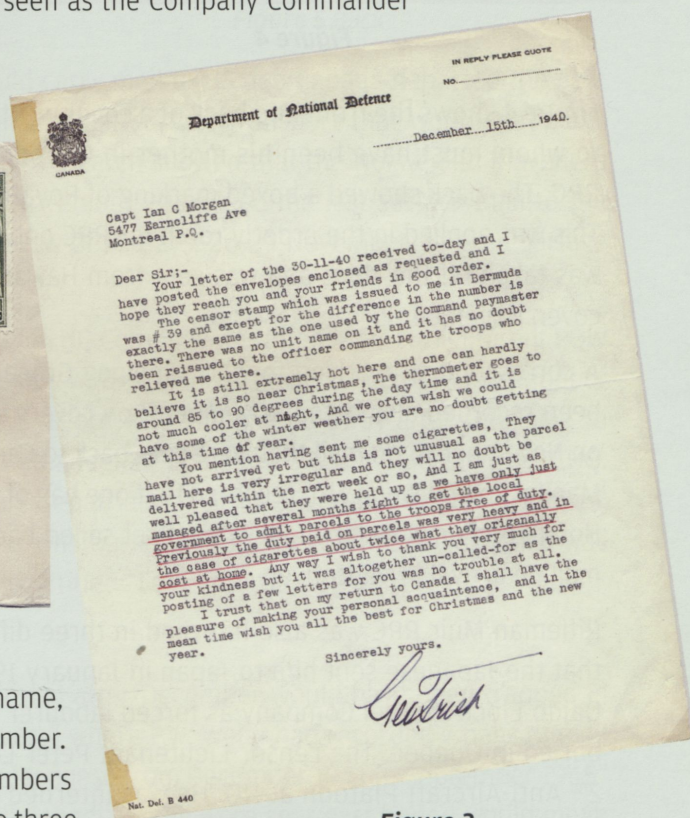 seen as the Company Commander
IN REPLY PLEASE QUOTE
No.
Department of National Defence
CANADA
December 15th 1940.
Capt Ian C Morgan
5477 Earncliffe Ave
Montreal P.Q.
Dear Sir;-
Your letter of the 30-11-40 received to-day and I
have posted the envelopes enclosed as requested and I
hope they reach you and your friends in good order.
The censor stamp which was issued to me in Bermuda
was # 39 and except for the difference in the number is
exactly the same as the one used by the Command paymaster
there. There was no unit name on it and it has no doubt
been reissued to the officer commanding the troops who
relieved me there.
It is still extremely hot here and one can hardly
believe it is so near Christmas, The thermometer goes to
around 85 to 90 degrees during the day time and it is
not much cooler at night, And we often wish we could
have some of the winter weather you are no doubt getting
at this time of year.
You mention having sent me some cigarettes, They
have not arrived yet but this is not unusual as the parcel
mail here is very irregular and they will no doubt be
delivered within the next week or so, And I am just as
well pleased that they were held up as we have only just
managed after several months fight to get the local
government to admit parcels to the troops free of duty.
Previously the duty paid on parcels was very heavy and in
the case of cigarettes about twice what they origanally
cost at home. Any way I wish to thank you very much for
your kindness but it was altogether un-called-for as the
posting of a few letters for you was no trouble at all.
I trust that on my return to Canada I shall have the
pleasure of making your personal acquaintence, and in the
mean time wish you all the best for Christmas and the new
year.
Sincerely yours.
Geo Trish
Nat. Def. B 440
name,
mber.
mbers
three